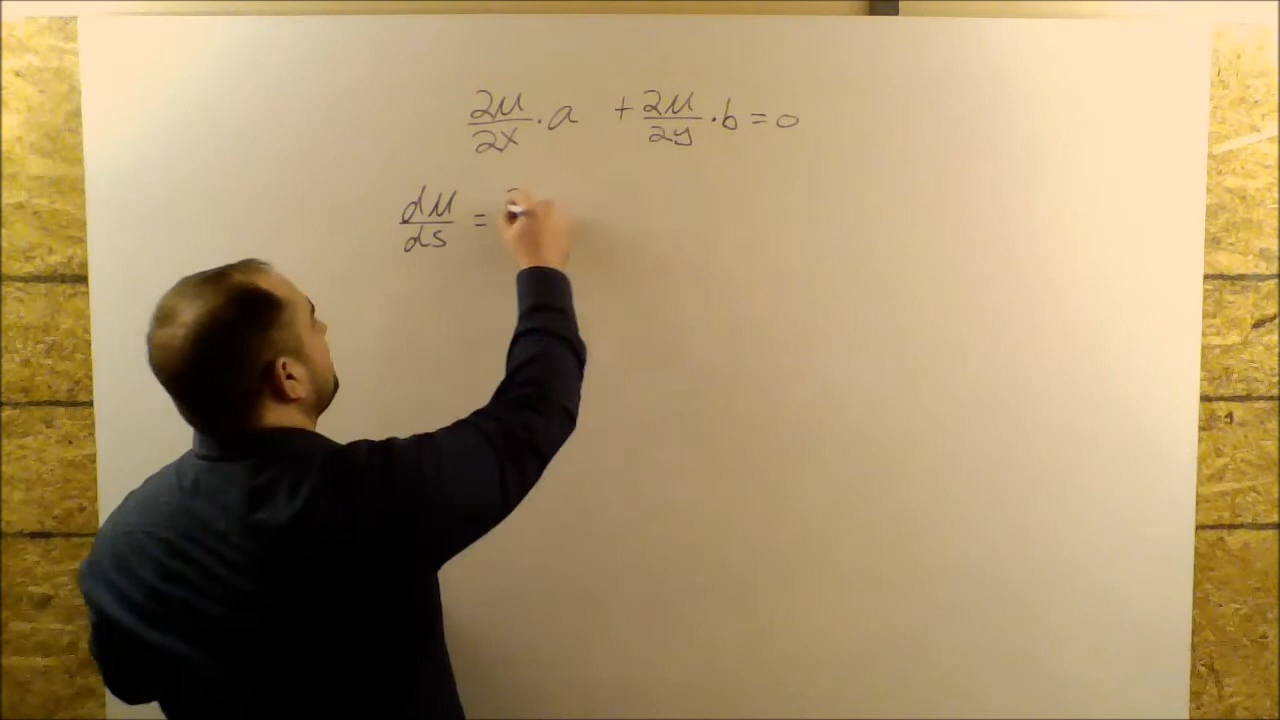 ∂u/∂x · a + ∂u/∂y · b = 0
du/ds =